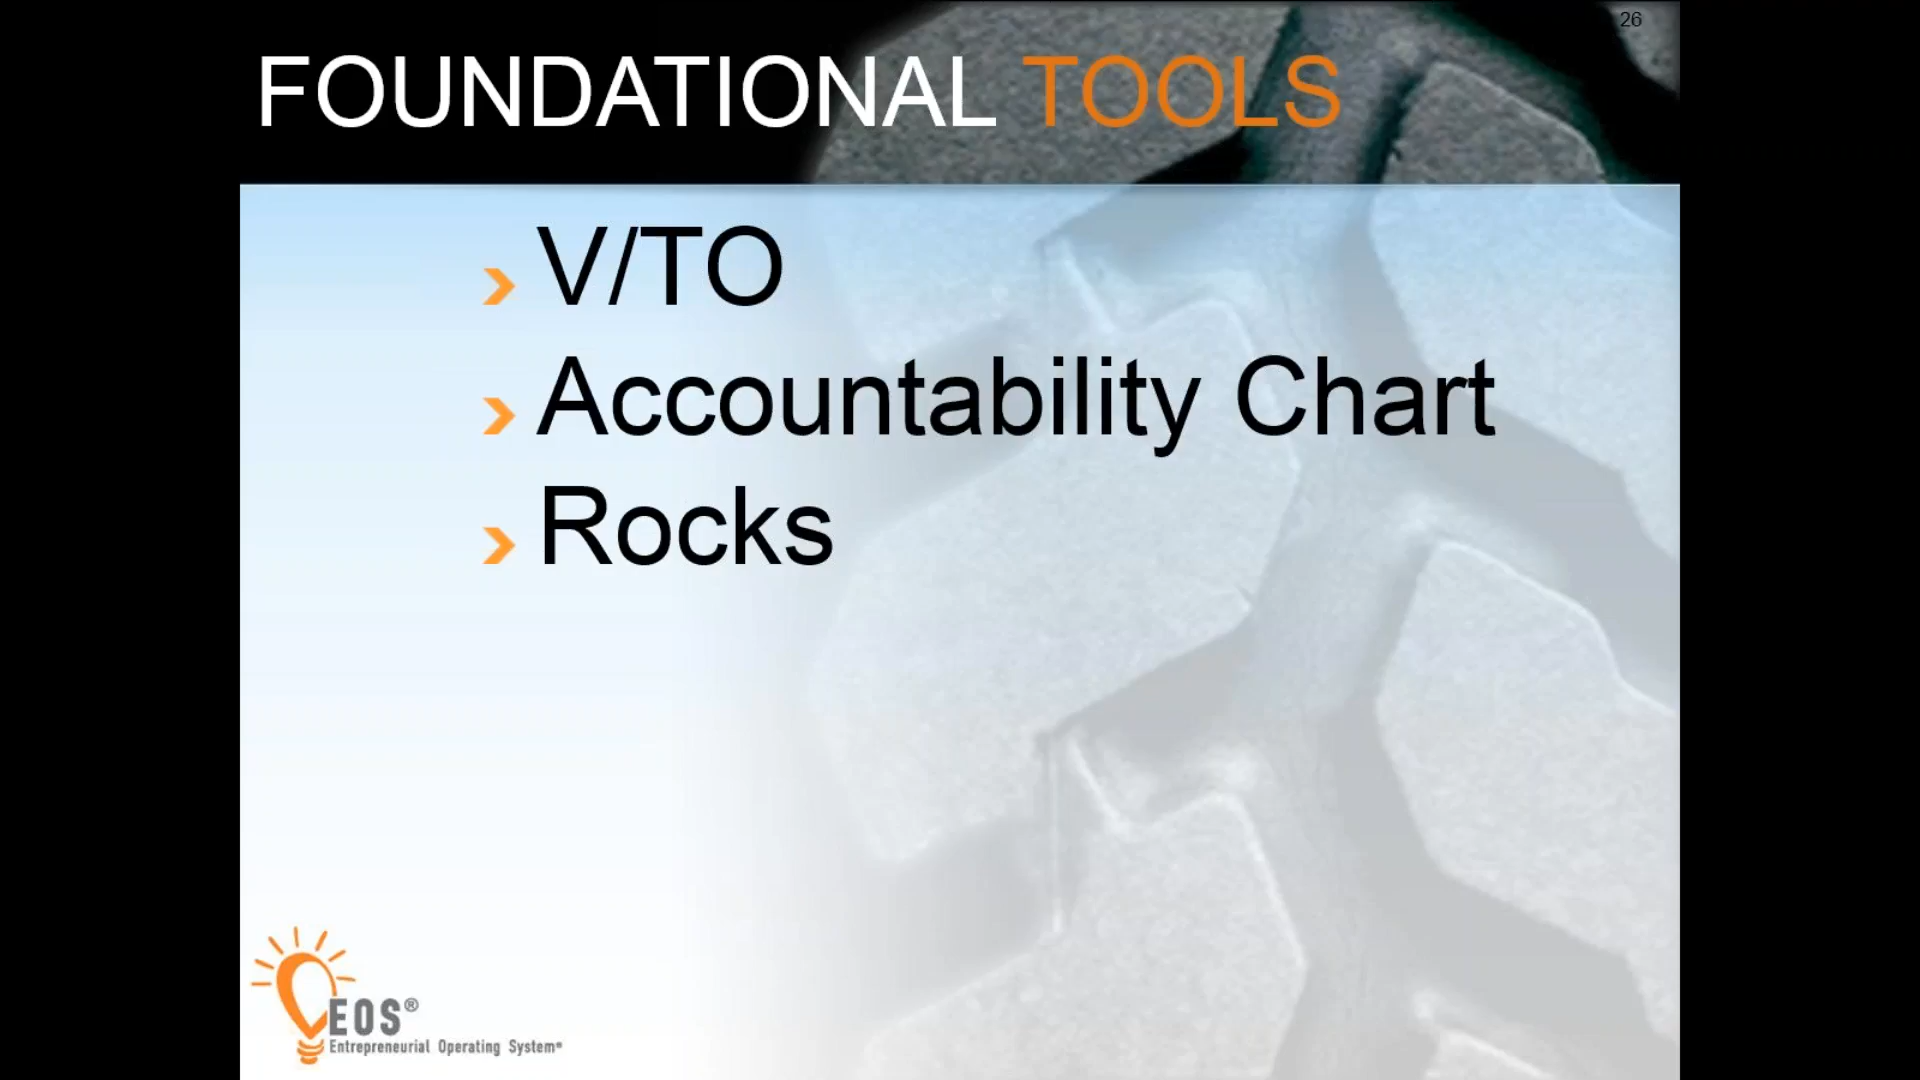 26
FOUNDATIONAL TOOLS
V/TO
Accountability Chart
Rocks
EOS®
Entrepreneurial Operating System®